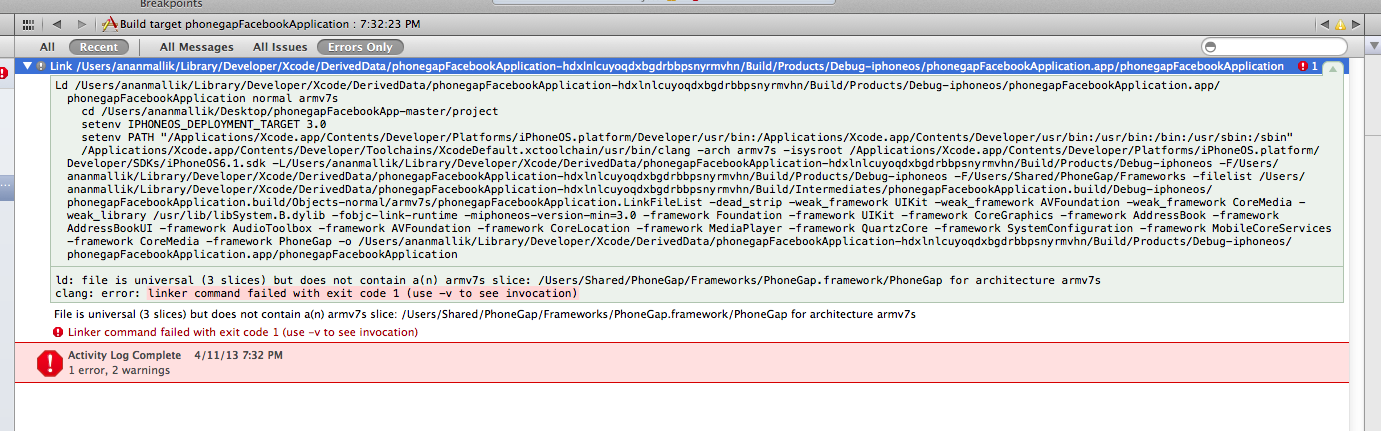 Breakpoints
Build target phonegapFacebookApplication : 7:32:23 PM
All Recent All Messages All Issues Errors Only
Link /Users/ananmallik/Library/Developer/Xcode/DerivedData/phonegapFacebookApplication-hdxlnlcuyoqdxbgdrbbpsnyrmvhn/Build/Products/Debug-iphoneos/phonegapFacebookApplication.app/phonegapFacebookApplication 1
Ld /Users/ananmallik/Library/Developer/Xcode/DerivedData/phonegapFacebookApplication-hdxlnlcuyoqdxbgdrbbpsnyrmvhn/Build/Products/Debug-iphoneos/phonegapFacebookApplication.app/
phonegapFacebookApplication normal armv7s
cd /Users/ananmallik/Desktop/phonegapFacebookApp-master/project
setenv IPHONEOS_DEPLOYMENT_TARGET 3.0
setenv PATH "/Applications/Xcode.app/Contents/Developer/Platforms/iPhoneOS.platform/Developer/usr/bin:/Applications/Xcode.app/Contents/Developer/usr/bin:/usr/bin:/bin:/usr/sbin:/sbin"
/Applications/Xcode.app/Contents/Developer/Toolchains/XcodeDefault.xctoolchain/usr/bin/clang -arch armv7s -isysroot /Applications/Xcode.app/Contents/Developer/Platforms/iPhoneOS.platform/
Developer/SDKs/iPhoneOS6.1.sdk -L/Users/ananmallik/Library/Developer/Xcode/DerivedData/phonegapFacebookApplication-hdxlnlcuyoqdxbgdrbbpsnyrmvhn/Build/Products/Debug-iphoneos -F/Users/
ananmallik/Library/Developer/Xcode/DerivedData/phonegapFacebookApplication-hdxlnlcuyoqdxbgdrbbpsnyrmvhn/Build/Products/Debug-iphoneos -F/Users/Shared/PhoneGap/Frameworks -filelist /Users/
ananmallik/Library/Developer/Xcode/DerivedData/phonegapFacebookApplication-hdxlnlcuyoqdxbgdrbbpsnyrmvhn/Build/Intermediates/phonegapFacebookApplication.build/Debug-iphoneos/
phonegapFacebookApplication.build/Objects-normal/armv7s/phonegapFacebookApplication.LinkFileList -dead_strip -weak_framework UIKit -weak_framework AVFoundation -weak_framework CoreMedia -
weak_library /usr/lib/libSystem.B.dylib -fobjc-link-runtime -miphoneos-version-min=3.0 -framework Foundation -framework UIKit -framework CoreGraphics -framework AddressBook -framework
AddressBookUI -framework AudioToolbox -framework AVFoundation -framework CoreLocation -framework MediaPlayer -framework QuartzCore -framework SystemConfiguration -framework MobileCoreServices
-framework CoreMedia -framework PhoneGap -o /Users/ananmallik/Library/Developer/Xcode/DerivedData/phonegapFacebookApplication-hdxlnlcuyoqdxbgdrbbpsnyrmvhn/Build/Products/Debug-iphoneos/
phonegapFacebookApplication.app/phonegapFacebookApplication
ld: file is universal (3 slices) but does not contain a(n) armv7s slice: /Users/Shared/PhoneGap/Frameworks/PhoneGap.framework/PhoneGap for architecture armv7s
clang: error: linker command failed with exit code 1 (use -v to see invocation)
File is universal (3 slices) but does not contain a(n) armv7s slice: /Users/Shared/PhoneGap/Frameworks/PhoneGap.framework/PhoneGap for architecture armv7s
Linker command failed with exit code 1 (use -v to see invocation)
Activity Log Complete 4/11/13 7:32 PM
1 error, 2 warnings